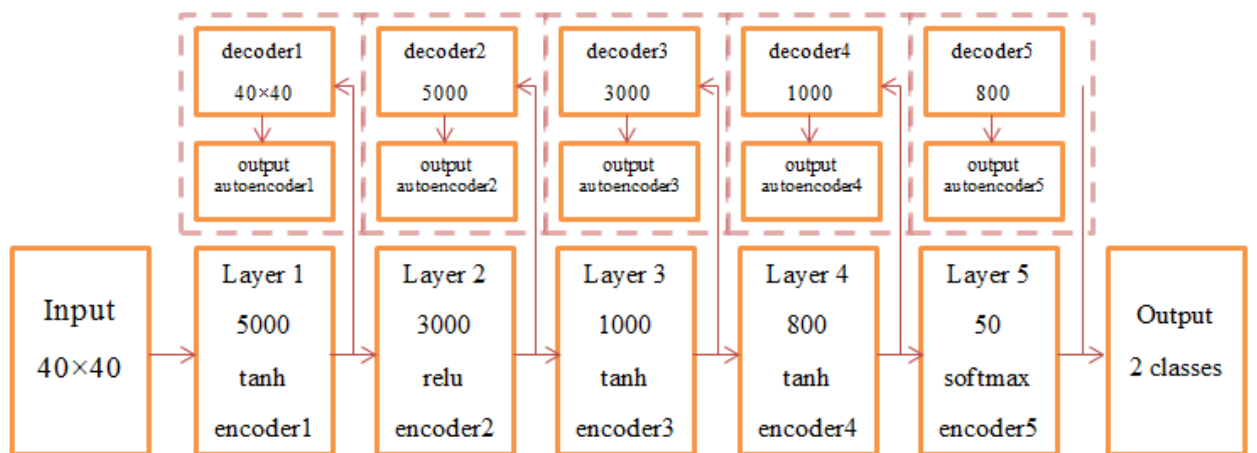 decoder1
40×40
output
autoencoder1
decoder2
5000
output
autoencoder2
decoder3
3000
output
autoencoder3
decoder4
1000
output
autoencoder4
decoder5
800
output
autoencoder5
Input
40×40
Layer 1
5000
tanh
encoder1
Layer 2
3000
relu
encoder2
Layer 3
1000
tanh
encoder3
Layer 4
800
tanh
encoder4
Layer 5
50
softmax
encoder5
Output
2 classes